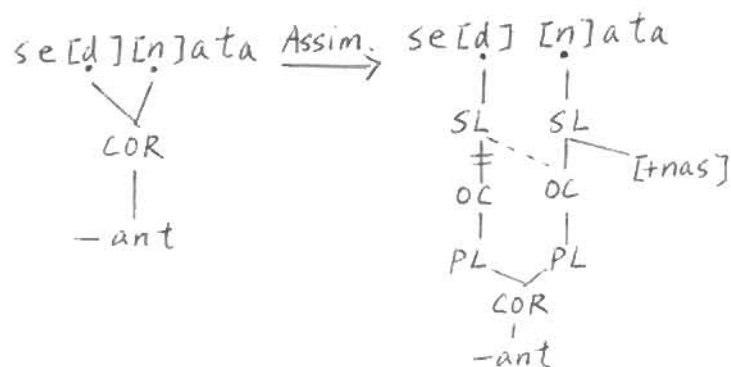 se[ḍ][ṇ]ata Assim. se[ḍ] [ṇ]ata
SL SL
COR
[+nas]
OC OC
-ant
PL PL
COR
-ant